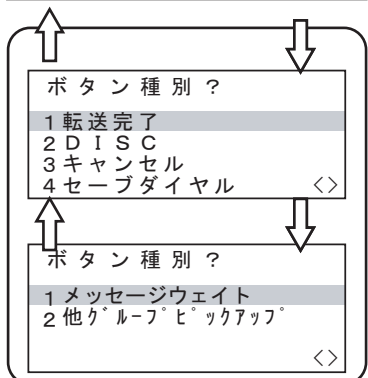 ボタン種別？
1転送完了
2ＤＩＳＣ
3キャンセル
4セーブダイヤル <>
ボタン種別？
1メッセージウェイト
2他ｸﾞﾙｰﾌﾟﾋﾟｯｸｱｯﾌﾟ
<>